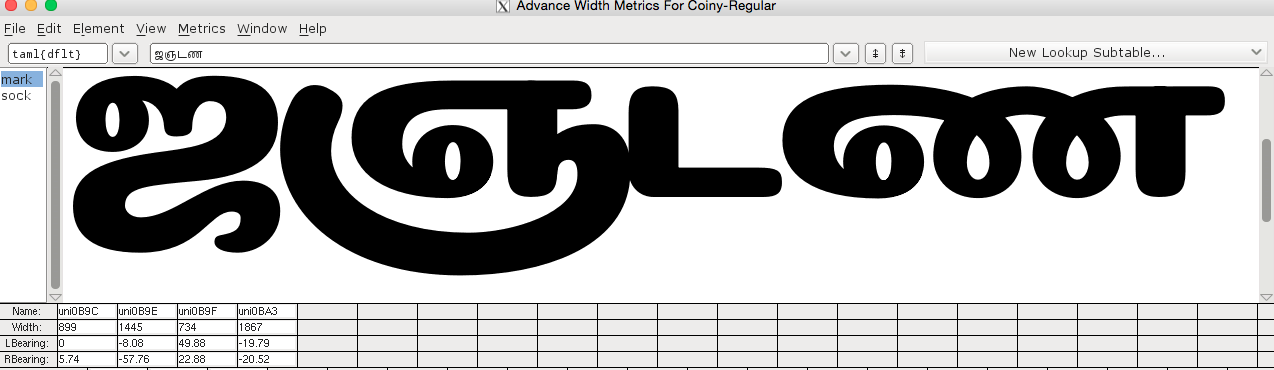 Advance Width Metrics For Coiny-Regular
File Edit Element View Metrics Window Help
taml{dflt} ஜஞடண New Lookup Subtable...
mark
sock
ஜஞடண
Name: uni0B9C uni0B9E uni0B9F uni0BA3
Width: 899 1445 734 1867
LBearing: 0 -8.08 49.88 -19.79
RBearing: 5.74 -57.76 22.88 -20.52